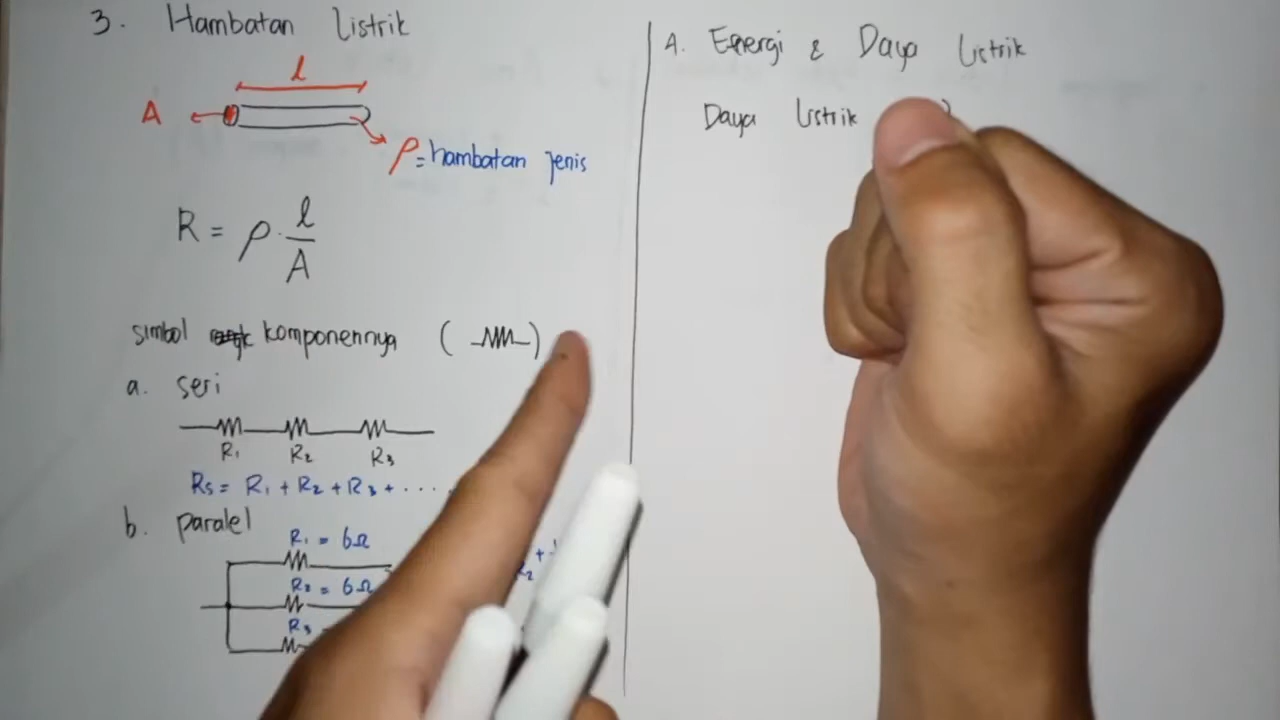 3. Hambatan listrik
l
A
ρ = hambatan jenis
R = ρ · l/A
simbol komponennya ( )
a. seri
R₁ R₂ R₃
Rs = R₁ + R₂ + R₃ + ....
b. paralel
R₁ = 6Ω
R₂ = 6Ω
R₃
A. Energi & Daya listrik
Daya listrik